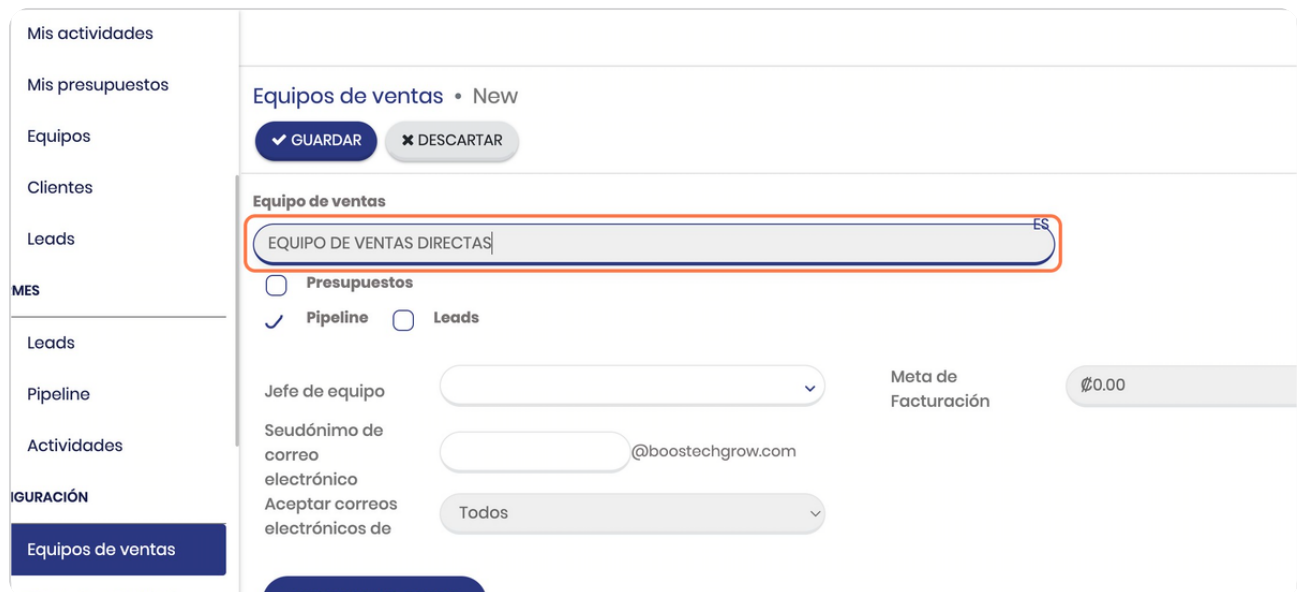 Mis actividades
Mis presupuestos
Equipos
Clientes
Leads
MES
Leads
Pipeline
Actividades
IGURACIÓN
Equipos de ventas
Equipos de ventas • New
GUARDAR
DESCARTAR
Equipo de ventas
ES
EQUIPO DE VENTAS DIRECTAS
Presupuestos
Pipeline
Leads
Jefe de equipo
Meta de
Facturación
₡0.00
Seudónimo de
correo
electrónico
@boostechgrow.com
Aceptar correos
electrónicos de
Todos